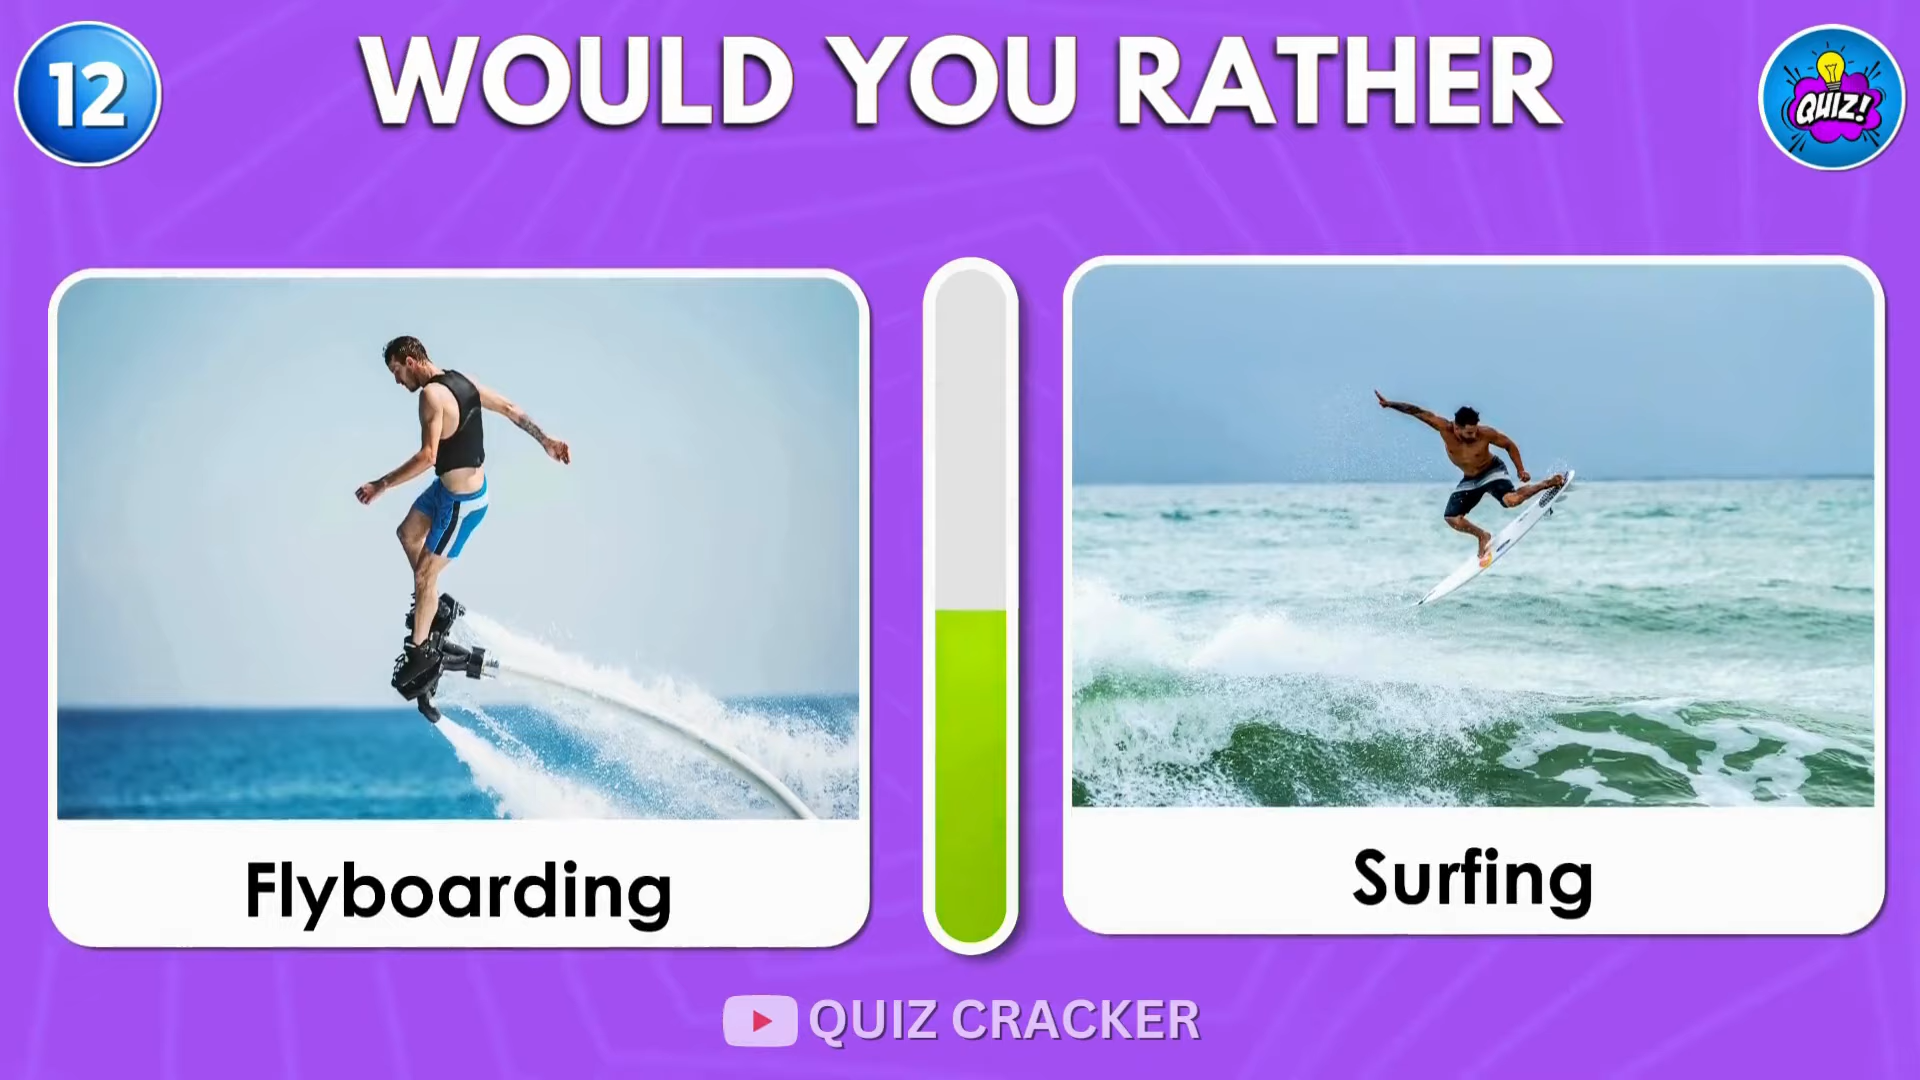 12
WOULD YOU RATHER
QUIZ!
Flyboarding
Surfing
QUIZ CRACKER